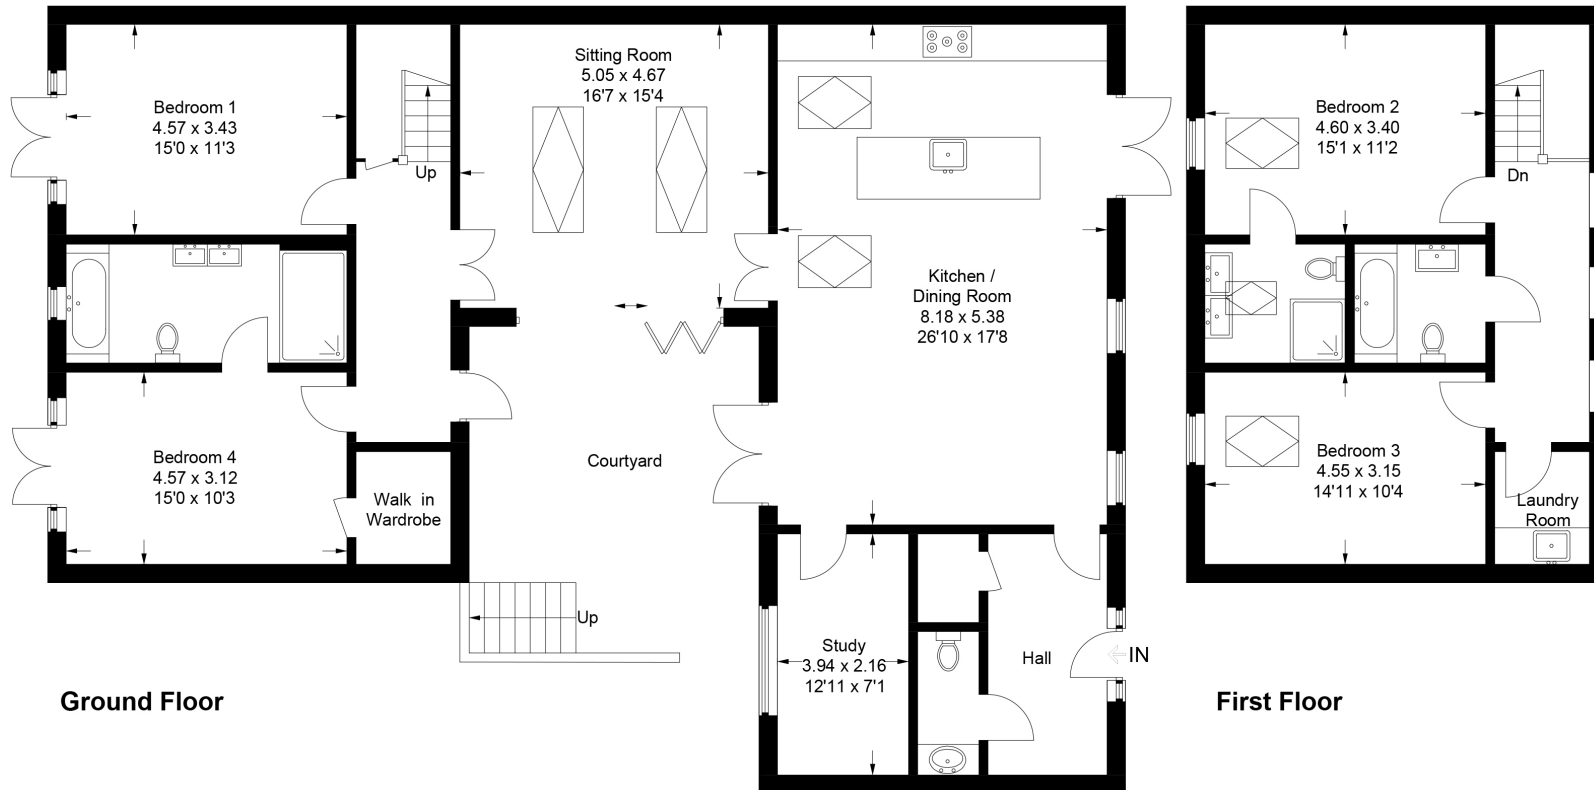 Bedroom 1
4.57 x 3.43
15'0 x 11'3
Up
Sitting Room
5.05 x 4.67
16'7 x 15'4
Kitchen /
Dining Room
8.18 x 5.38
26'10 x 17'8
Bedroom 4
4.57 x 3.12
15'0 x 10'3
Walk in
Wardrobe
Courtyard
Up
Study
3.94 x 2.16
12'11 x 7'1
Hall
IN
Ground Floor
Bedroom 2
4.60 x 3.40
15'1 x 11'2
Dn
Bedroom 3
4.55 x 3.15
14'11 x 10'4
Laundry
Room
First Floor